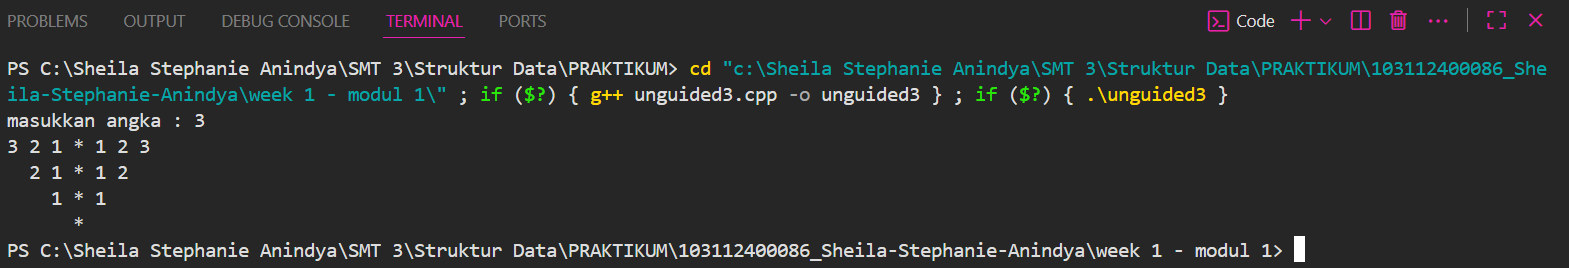 PROBLEMS OUTPUT DEBUG CONSOLE TERMINAL PORTS Code
PS C:\Sheila Stephanie Anindya\SMT 3\Struktur Data\PRAKTIKUM> cd "c:\Sheila Stephanie Anindya\SMT 3\Struktur Data\PRAKTIKUM\103112400086_She
ila-Stephanie-Anindya\week 1 - modul 1\" ; if ($?) { g++ unguided3.cpp -o unguided3 } ; if ($?) { .\unguided3 }
masukkan angka : 3
3 2 1 * 1 2 3
  2 1 * 1 2
    1 * 1
      *
PS C:\Sheila Stephanie Anindya\SMT 3\Struktur Data\PRAKTIKUM\103112400086_Sheila-Stephanie-Anindya\week 1 - modul 1>